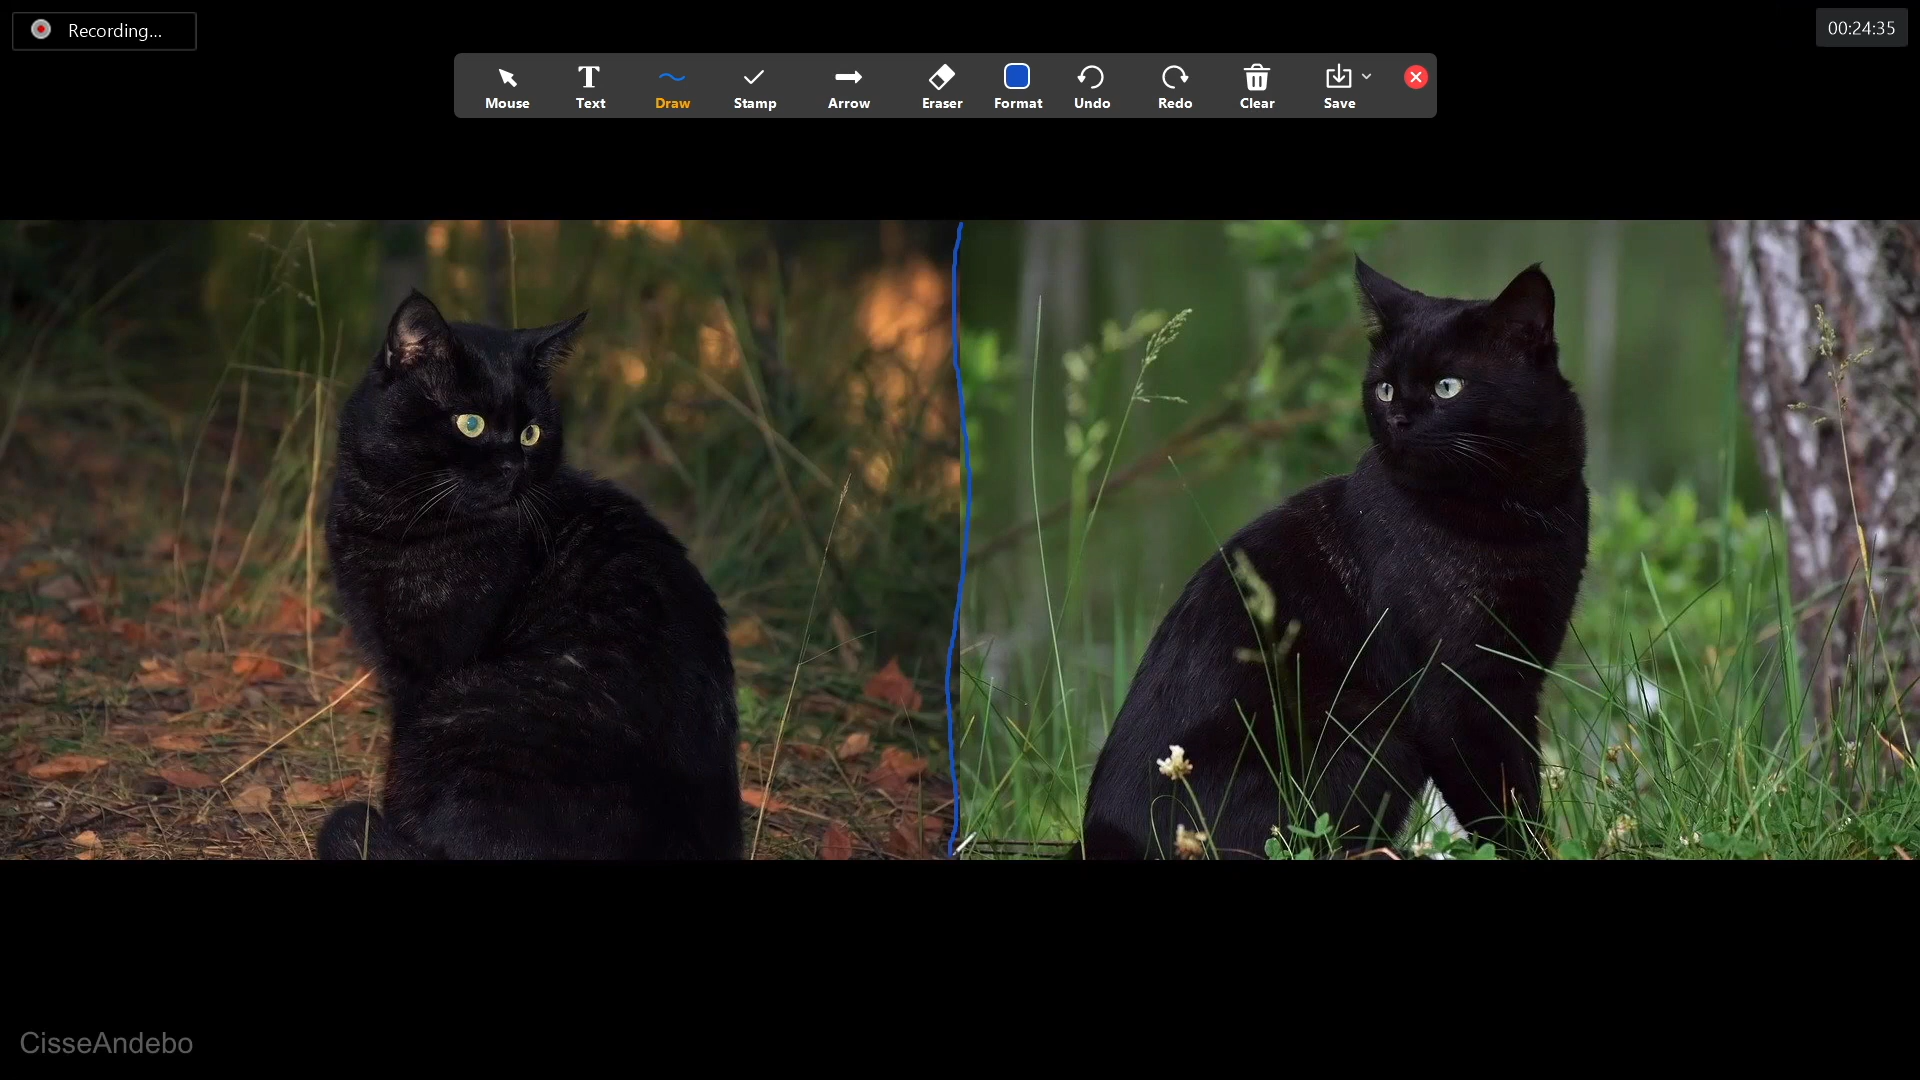 Recording...
00:24:35
Mouse Text Draw Stamp Arrow Eraser Format Undo Redo Clear Save
CisseAndebo